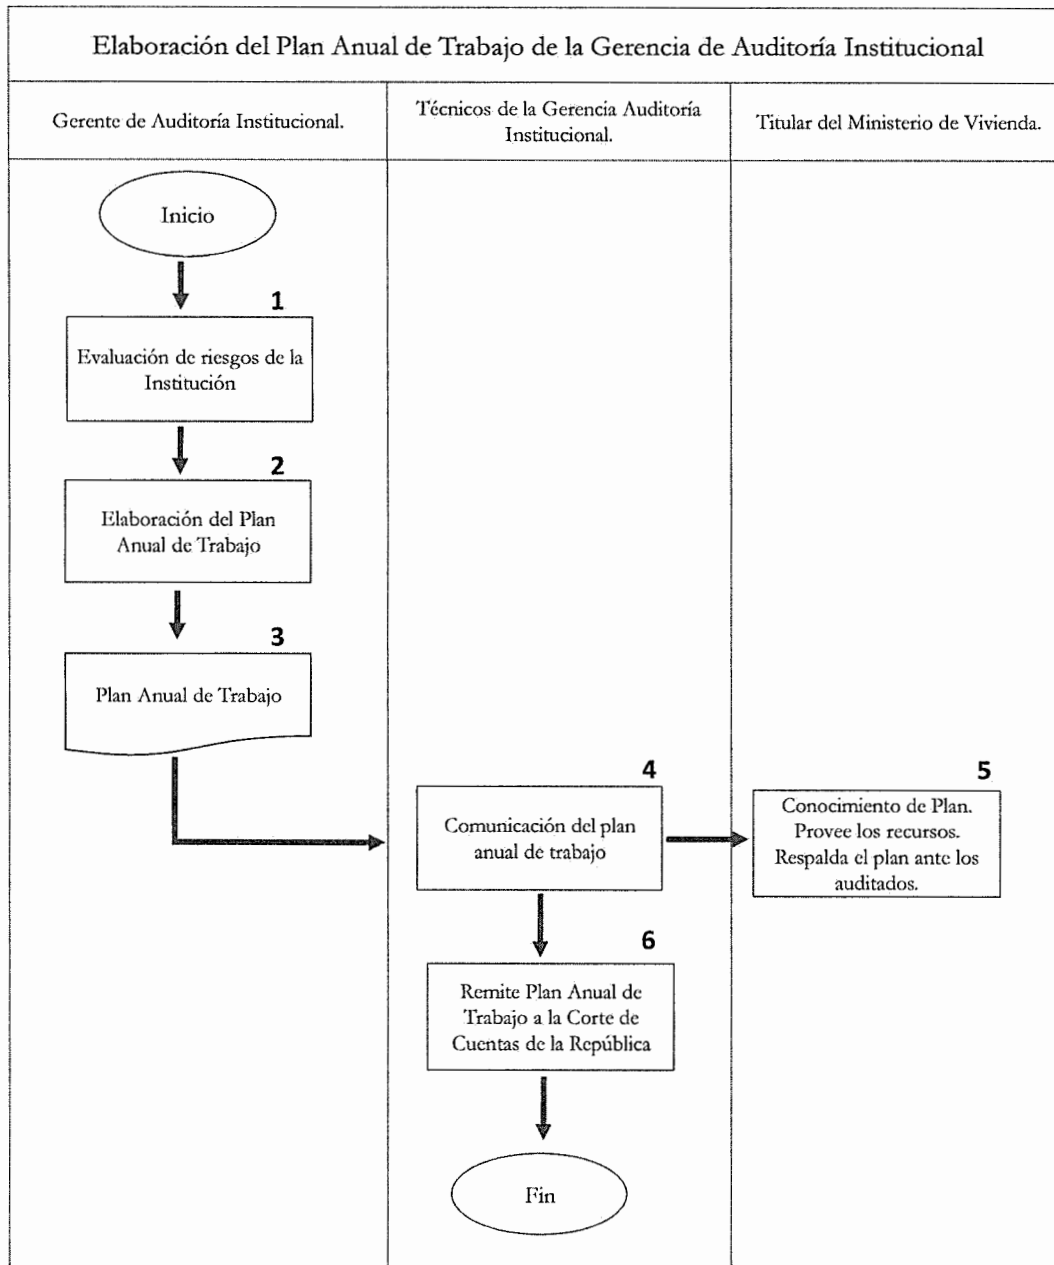 Elaboración del Plan Anual de Trabajo de la Gerencia de Auditoría Institucional
Gerente de Auditoría Institucional.
Técnicos de la Gerencia Auditoría
Institucional.
Titular del Ministerio de Vivienda.
Inicio
1
Evaluación de riesgos de la
Institución
2
Elaboración del Plan
Anual de Trabajo
3
Plan Anual de Trabajo
4
Comunicación del plan
anual de trabajo
5
Conocimiento de Plan.
Provee los recursos.
Respalda el plan ante los
auditados.
6
Remite Plan Anual de
Trabajo a la Corte de
Cuentas de la República
Fin